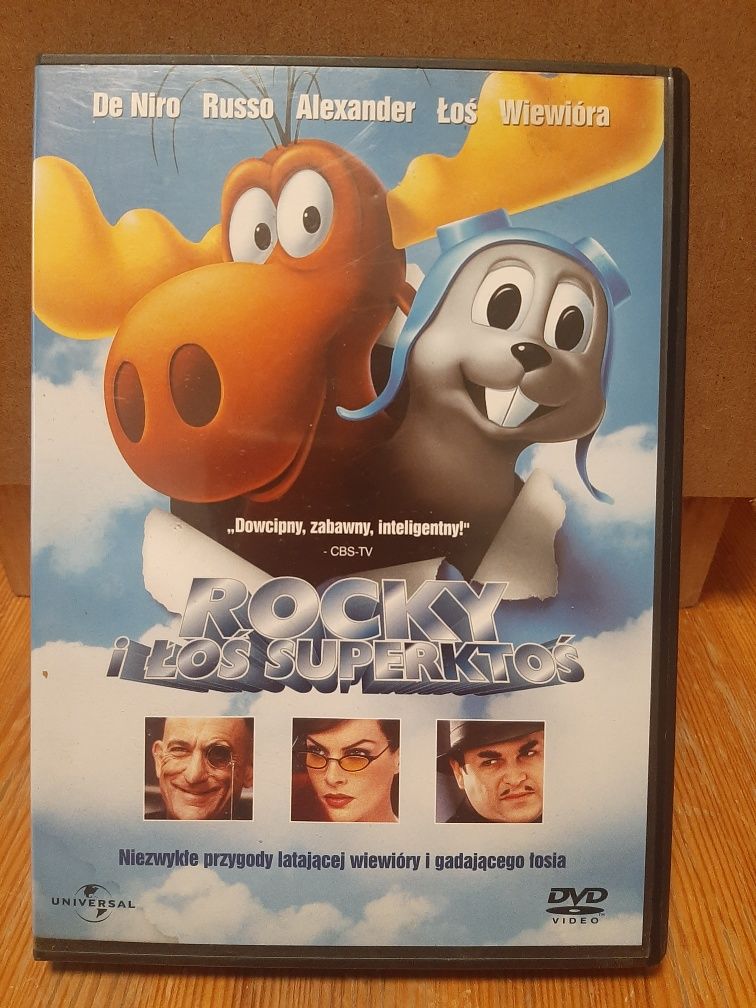 De Niro Russo Alexander Łoś Wiewióra
„Dowcipny, zabawny, inteligentny!"
- CBS-TV
ROCKY
i ŁOŚ SUPERKTOŚ
Niezwykłe przygody latającej wiewióry i gadającego łosia
UNIVERSAL
DVD
VIDEO